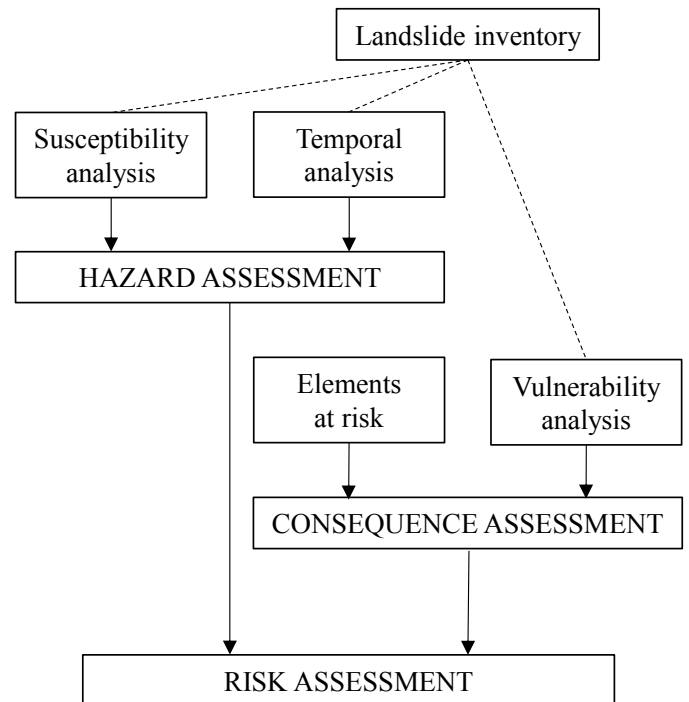 Landslide inventory
Susceptibility
analysis
Temporal
analysis
HAZARD ASSESSMENT
Elements
at risk
Vulnerability
analysis
CONSEQUENCE ASSESSMENT
RISK ASSESSMENT